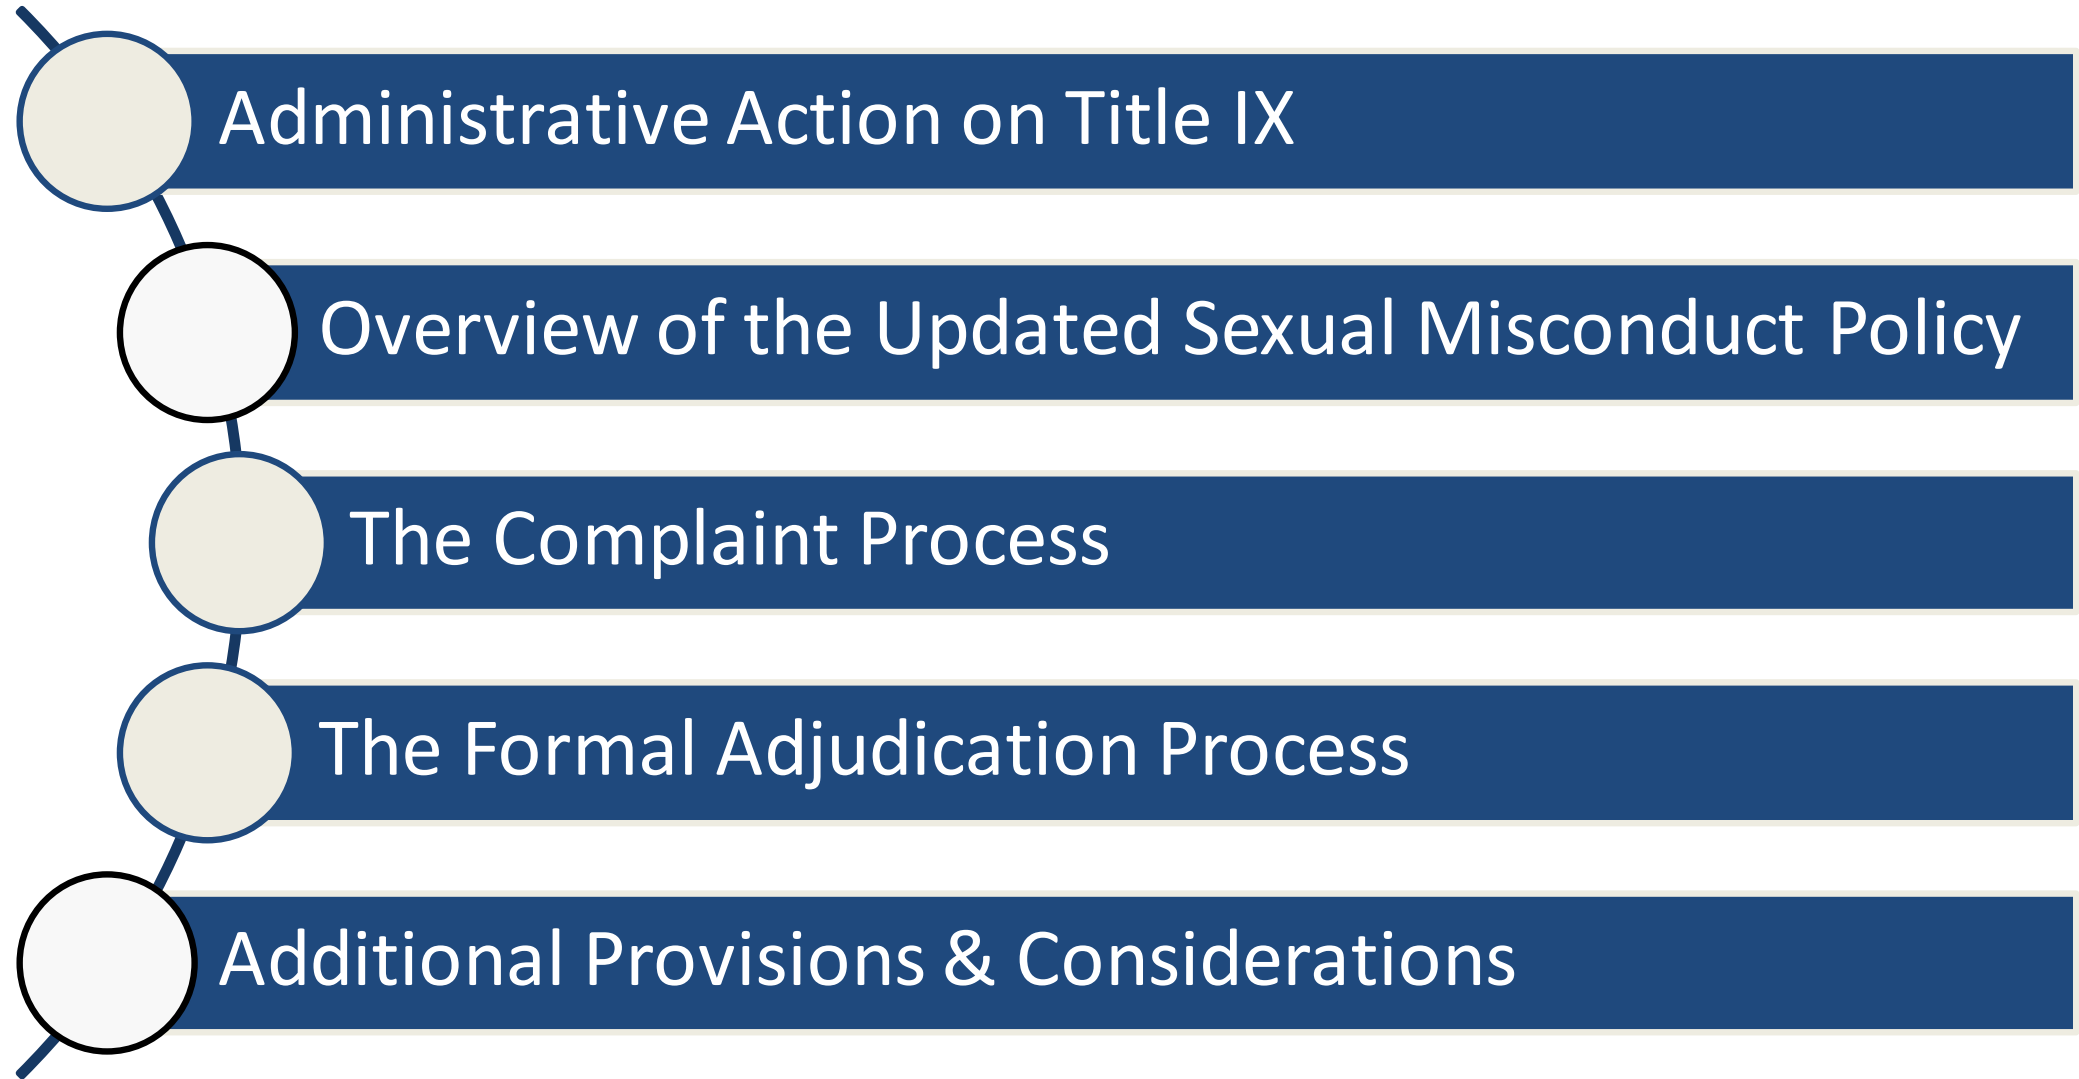 Administrative Action on Title IX
Overview of the Updated Sexual Misconduct Policy
The Complaint Process
The Formal Adjudication Process
Additional Provisions & Considerations